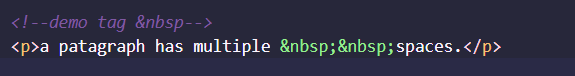 <!--demo tag &nbsp-->
<p>a patagraph has multiple &nbsp;&nbsp;spaces.</p>